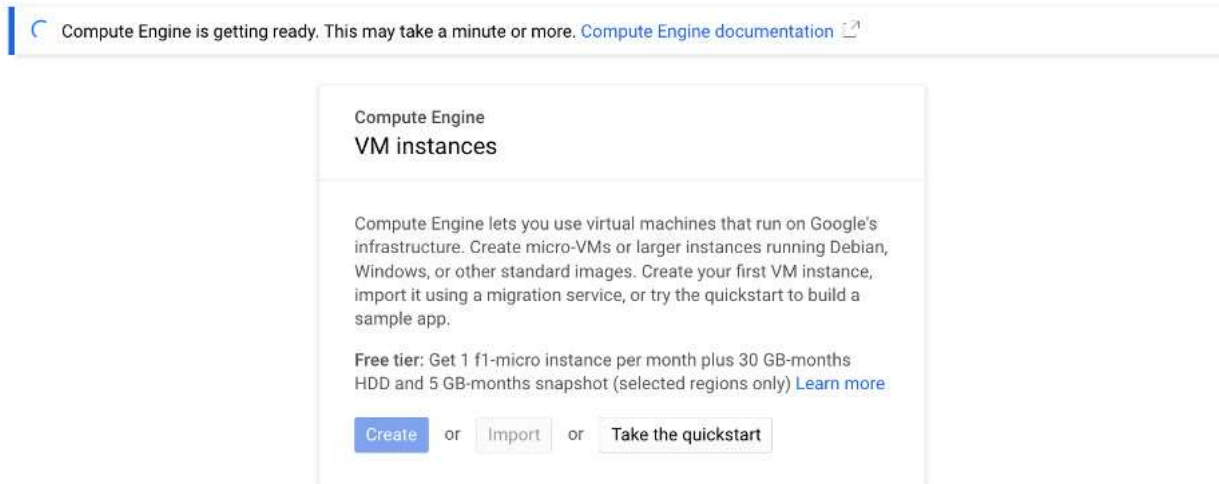 Compute Engine is getting ready. This may take a minute or more. Compute Engine documentation
Compute Engine
VM instances
Compute Engine lets you use virtual machines that run on Google's
infrastructure. Create micro-VMs or larger instances running Debian,
Windows, or other standard images. Create your first VM instance,
import it using a migration service, or try the quickstart to build a
sample app.
Free tier: Get 1 f1-micro instance per month plus 30 GB-months
HDD and 5 GB-months snapshot (selected regions only) Learn more
Create or Import or Take the quickstart